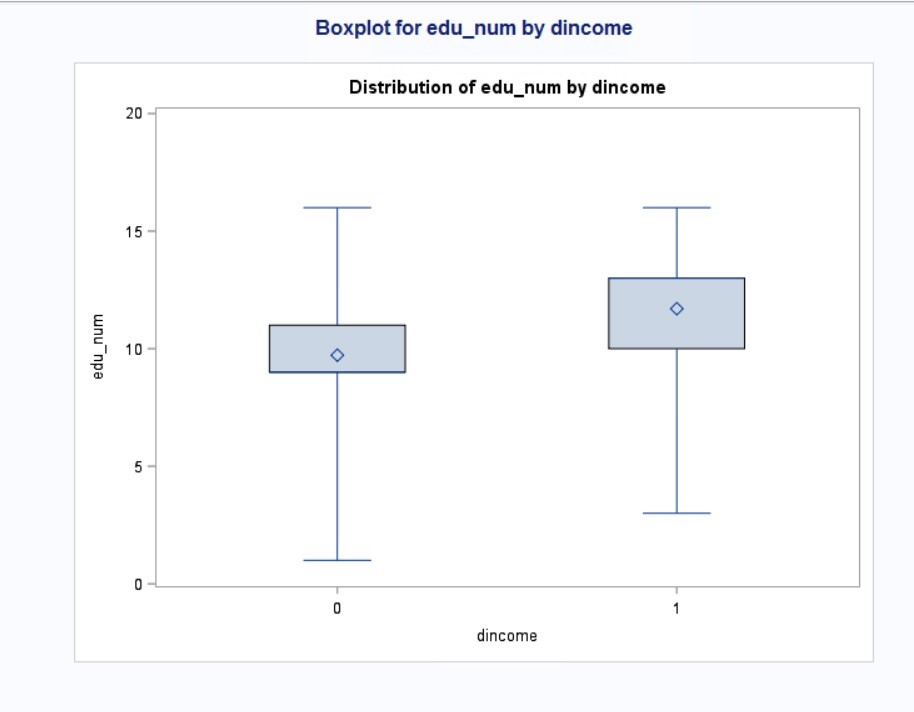 Boxplot for edu_num by dincome
Distribution of edu_num by dincome
20
15
10
5
0
edu_num
0 1
dincome